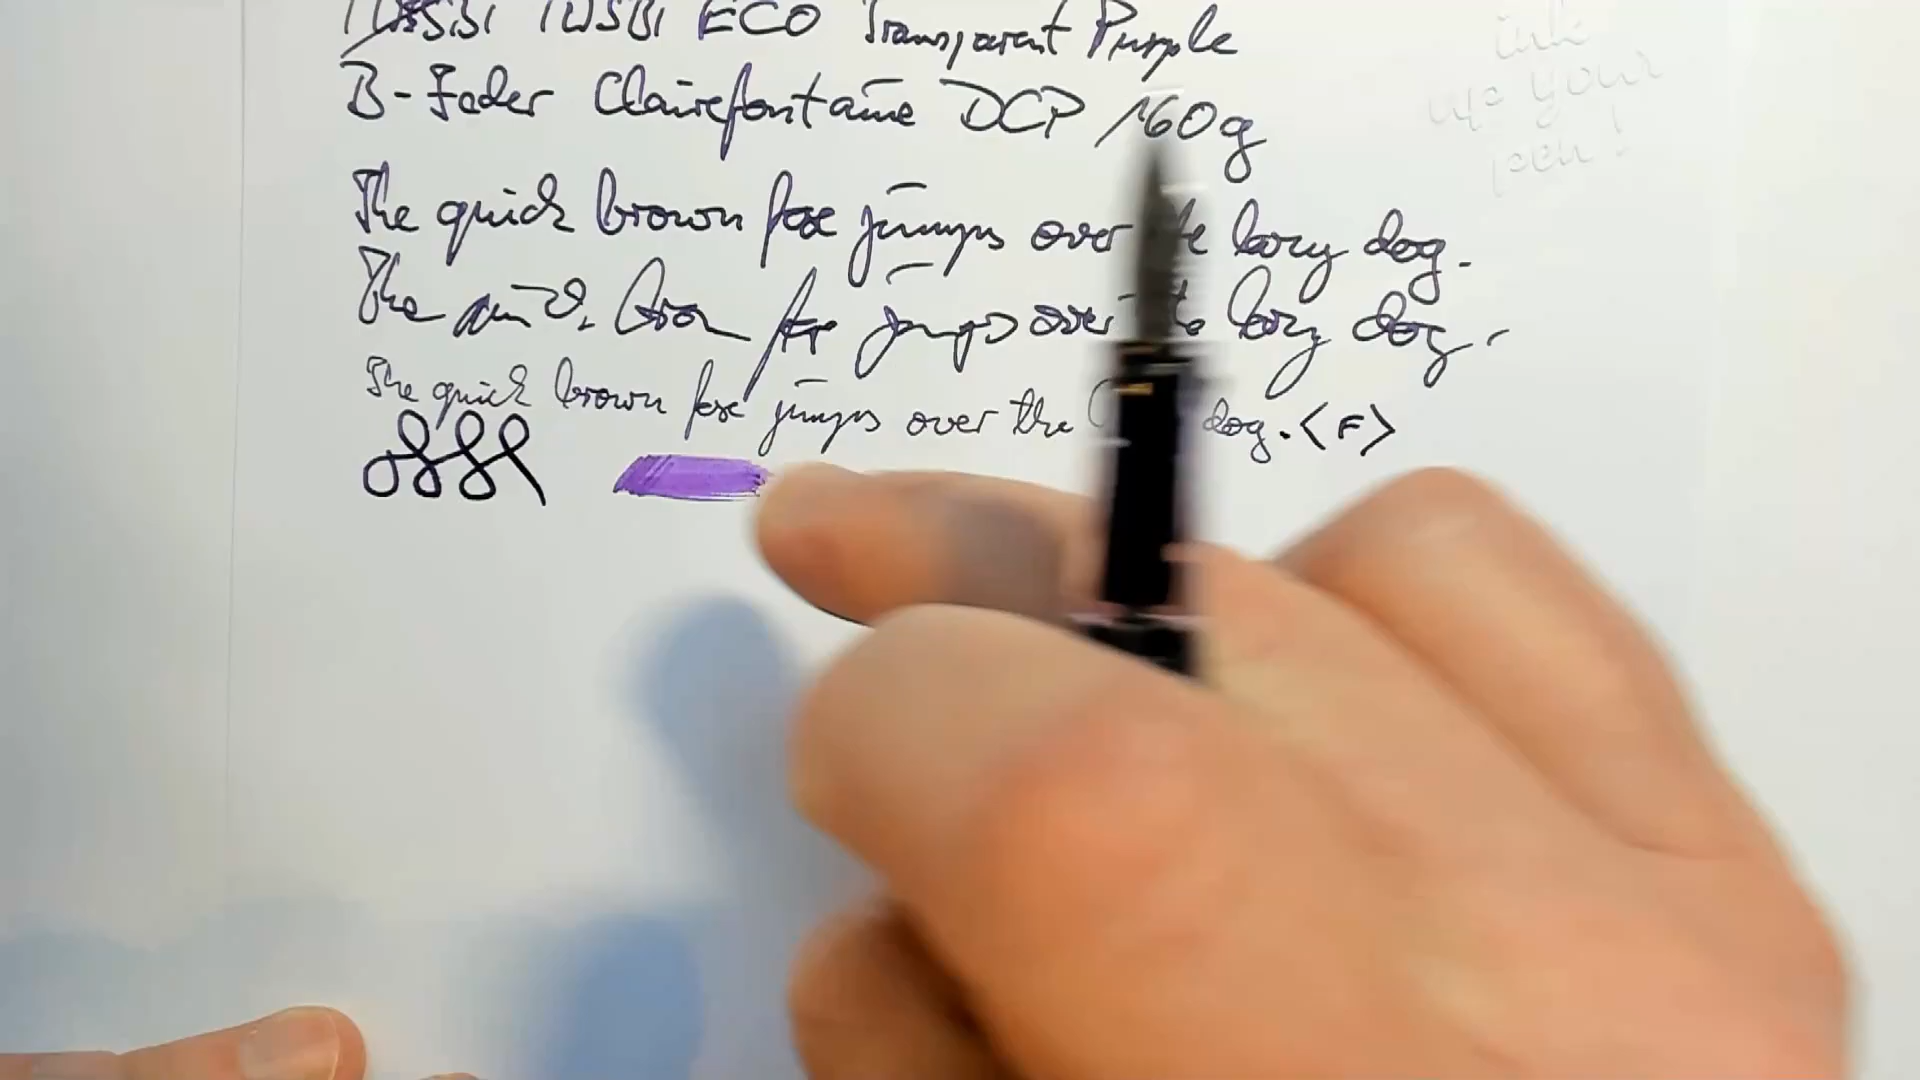 TWSBI ECO Transparent Purple
B-Feder Clairefontaine DCP 160g
The quick brown fox jumps over the lazy dog.
The fox jumps over the lazy dog.
The quick brown fox jumps over the dog. <F>
ink
up your
pen!